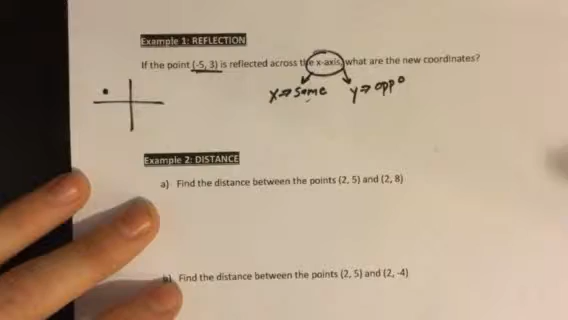 Example 1: REFLECTION
If the point (-5, 3) is reflected across the x-axis, what are the new coordinates?
x⇒same y⇒opp°
Example 2: DISTANCE
a) Find the distance between the points (2, 5) and (2, 8)
b) Find the distance between the points (2, 5) and (2, -4)